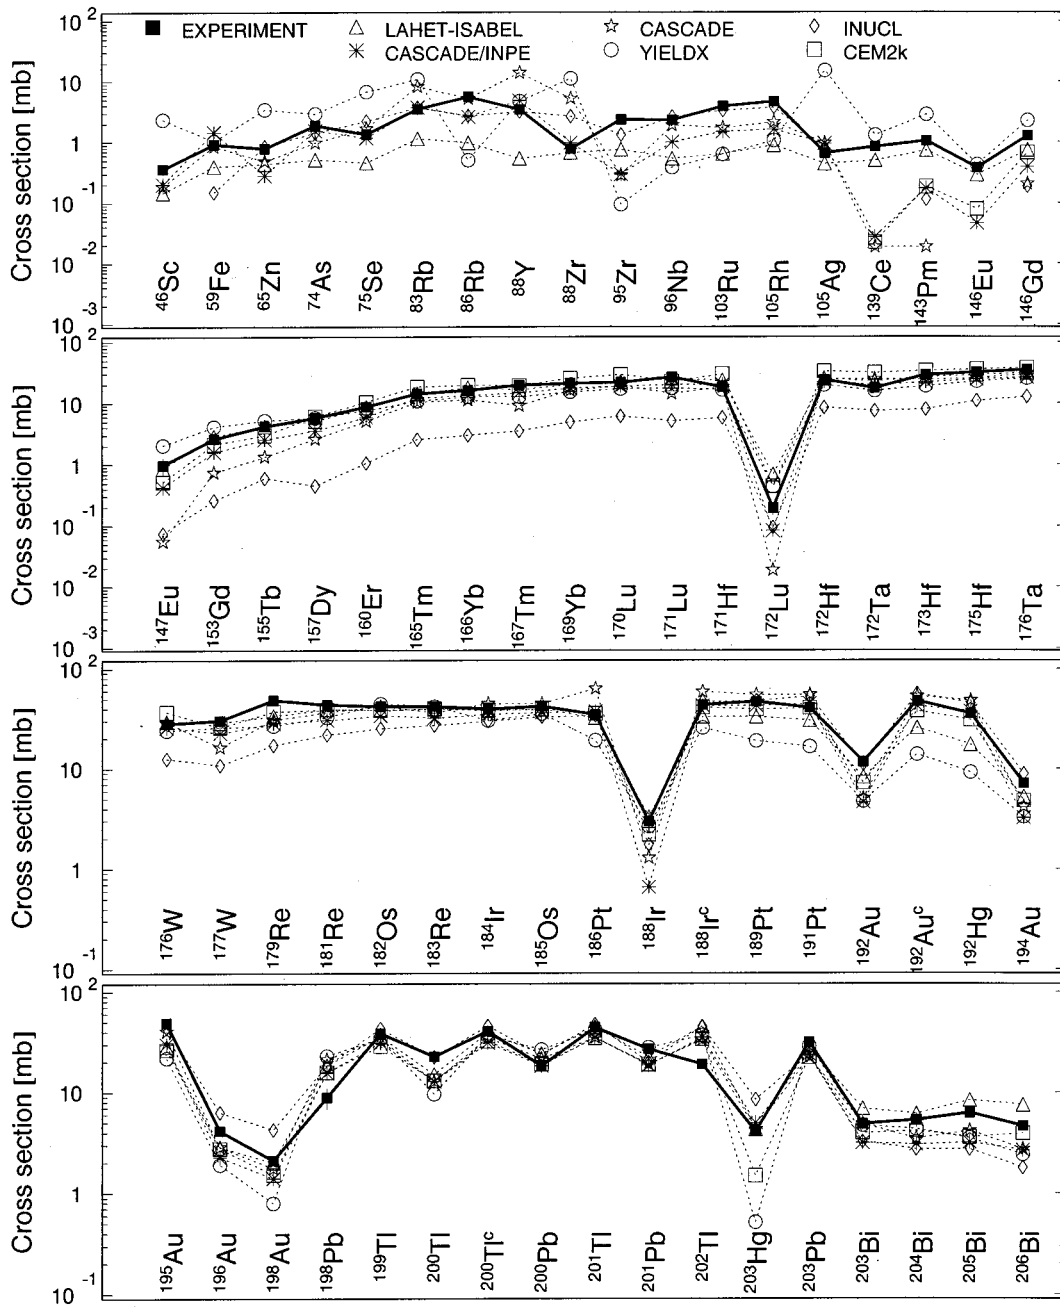 EXPERIMENT LAHET-ISABEL CASCADE INUCL
CASCADE/INPE YIELDX CEM2k
Cross section [mb]
10 2
10
1
10 -1
10 -2
10 -3
46Sc 59Fe 65Zn 74As 75Se 83Rb 86Rb 88Y 88Zr 95Zr 96Nb 103Ru 105Rh 105Ag 139Ce 143Pm 146Eu 146Gd
Cross section [mb]
10 2
10
1
10 -1
10 -2
10 -3
10
147Eu 153Gd 155Tb 157Dy 160Er 165Tm 166Yb 167Tm 169Yb 170Lu 171Lu 171Hf 172Lu 172Hf 172Ta 173Hf 175Hf 176Ta
Cross section [mb]
10 2
10
1
10 -1
176W 177W 179Re 181Re 182Os 183Re 184Ir 185Os 186Pt 188Ir 188Irc 189Pt 191Pt 192Au 192Auc 192Hg 194Au
Cross section [mb]
10 2
10
1
10 -1
195Au 196Au 198Au 198Pb 199Tl 200Tl 200Tlc 200Pb 201Tl 201Pb 202Tl 203Hg 203Pb 203Bi 204Bi 205Bi 206Bi